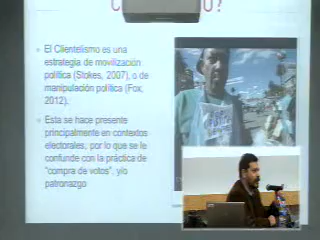 El Clientelismo es una
estrategia de movilización
política (Stokes, 2007), o de
manipulación política (Fox,
2012).
Esta se hace presente
principalmente en contextos
electorales, por lo que se le
confunde con la práctica de
"compra de votos", y/o
patronazgo